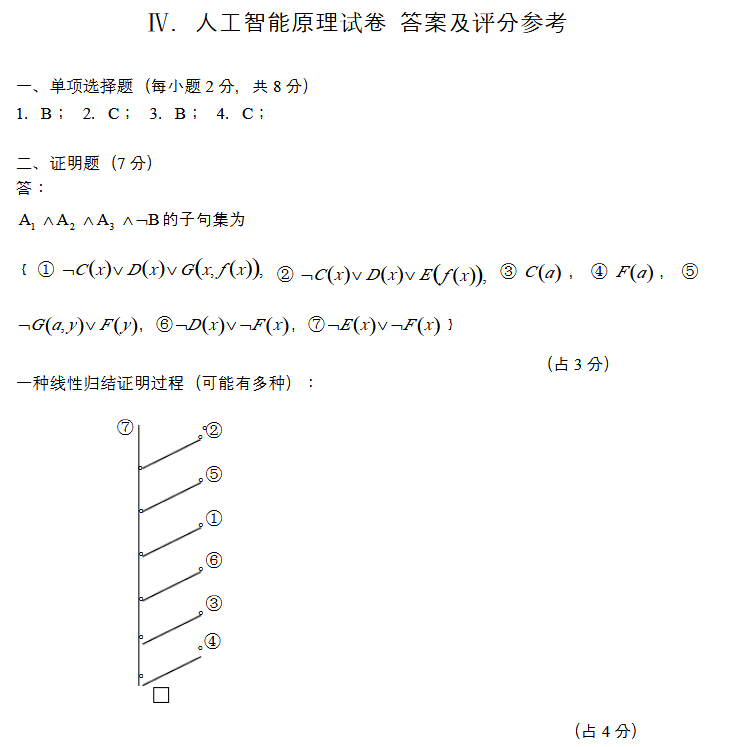 Ⅳ．人工智能原理试卷 答案及评分参考
一、单项选择题（每小题 2 分，共 8 分）
1. B； 2. C； 3. B； 4. C；
二、证明题（7 分）
答：
A₁ ∧ A₂ ∧ A₃ ∧ ¬B 的子句集为
{ ① ¬C(x)∨ D(x)∨ G(x, f(x)), ② ¬C(x)∨ D(x)∨ E(f(x)), ③ C(a) ， ④ F(a) ， ⑤
¬G(a, y)∨ F(y)，⑥ ¬D(x)∨ ¬F(x)，⑦ ¬E(x)∨ ¬F(x) }
（占 3 分）
一种线性归结证明过程（可能有多种）：
⑦
②
⑤
①
⑥
③
④
□
（占 4 分）